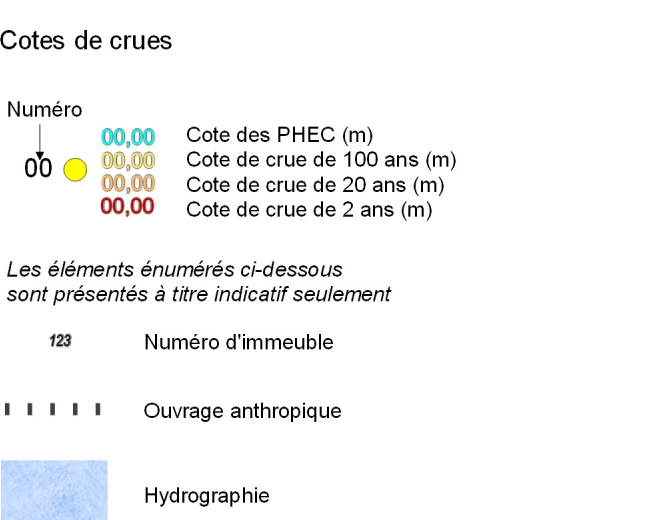 Cotes de crues
Numéro
00
00,00 Cote des PHEC (m)
00,00 Cote de crue de 100 ans (m)
00,00 Cote de crue de 20 ans (m)
00,00 Cote de crue de 2 ans (m)
Les éléments énumérés ci-dessous
sont présentés à titre indicatif seulement
123 Numéro d'immeuble
Ouvrage anthropique
Hydrographie